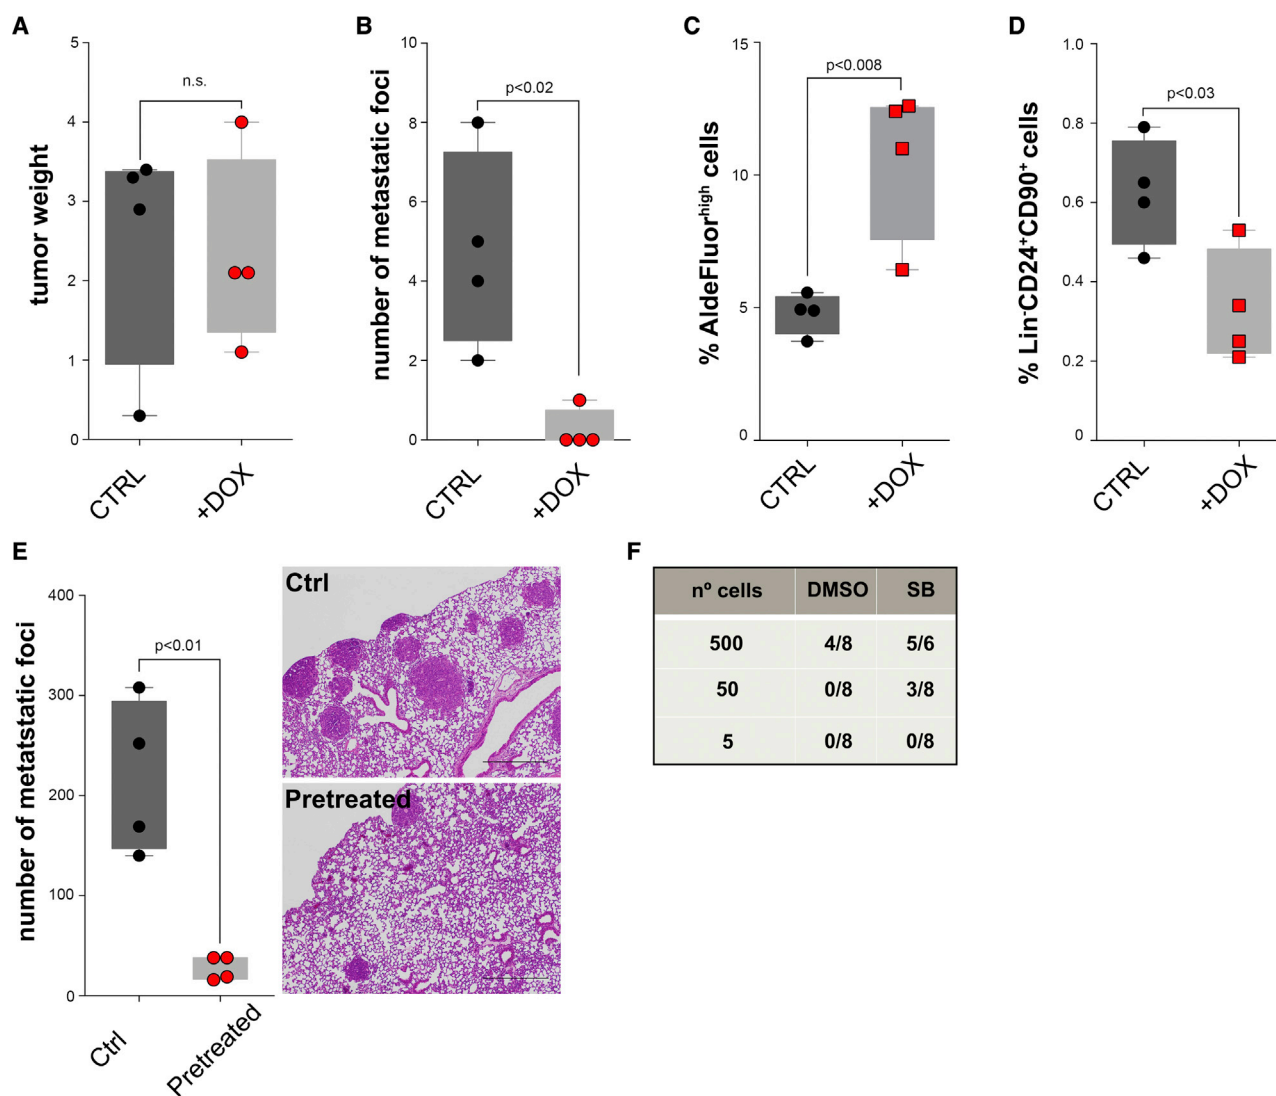 A
tumor weight
5
4
3
2
1
0
n.s.
CTRL
+DOX
B
number of metastatic foci
10
8
6
4
2
0
p<0.02
CTRL
+DOX
C
% AldeFluorhigh cells
15
10
5
0
p<0.008
CTRL
+DOX
D
% Lin-CD24+CD90+ cells
1.0
0.8
0.6
0.4
0.2
0
p<0.03
CTRL
+DOX
E
number of metatstatic foci
400
300
200
100
0
p<0.01
Ctrl
Pretreated
Ctrl
Pretreated
F
nº cells DMSO SB
500 4/8 5/6
50 0/8 3/8
5 0/8 0/8